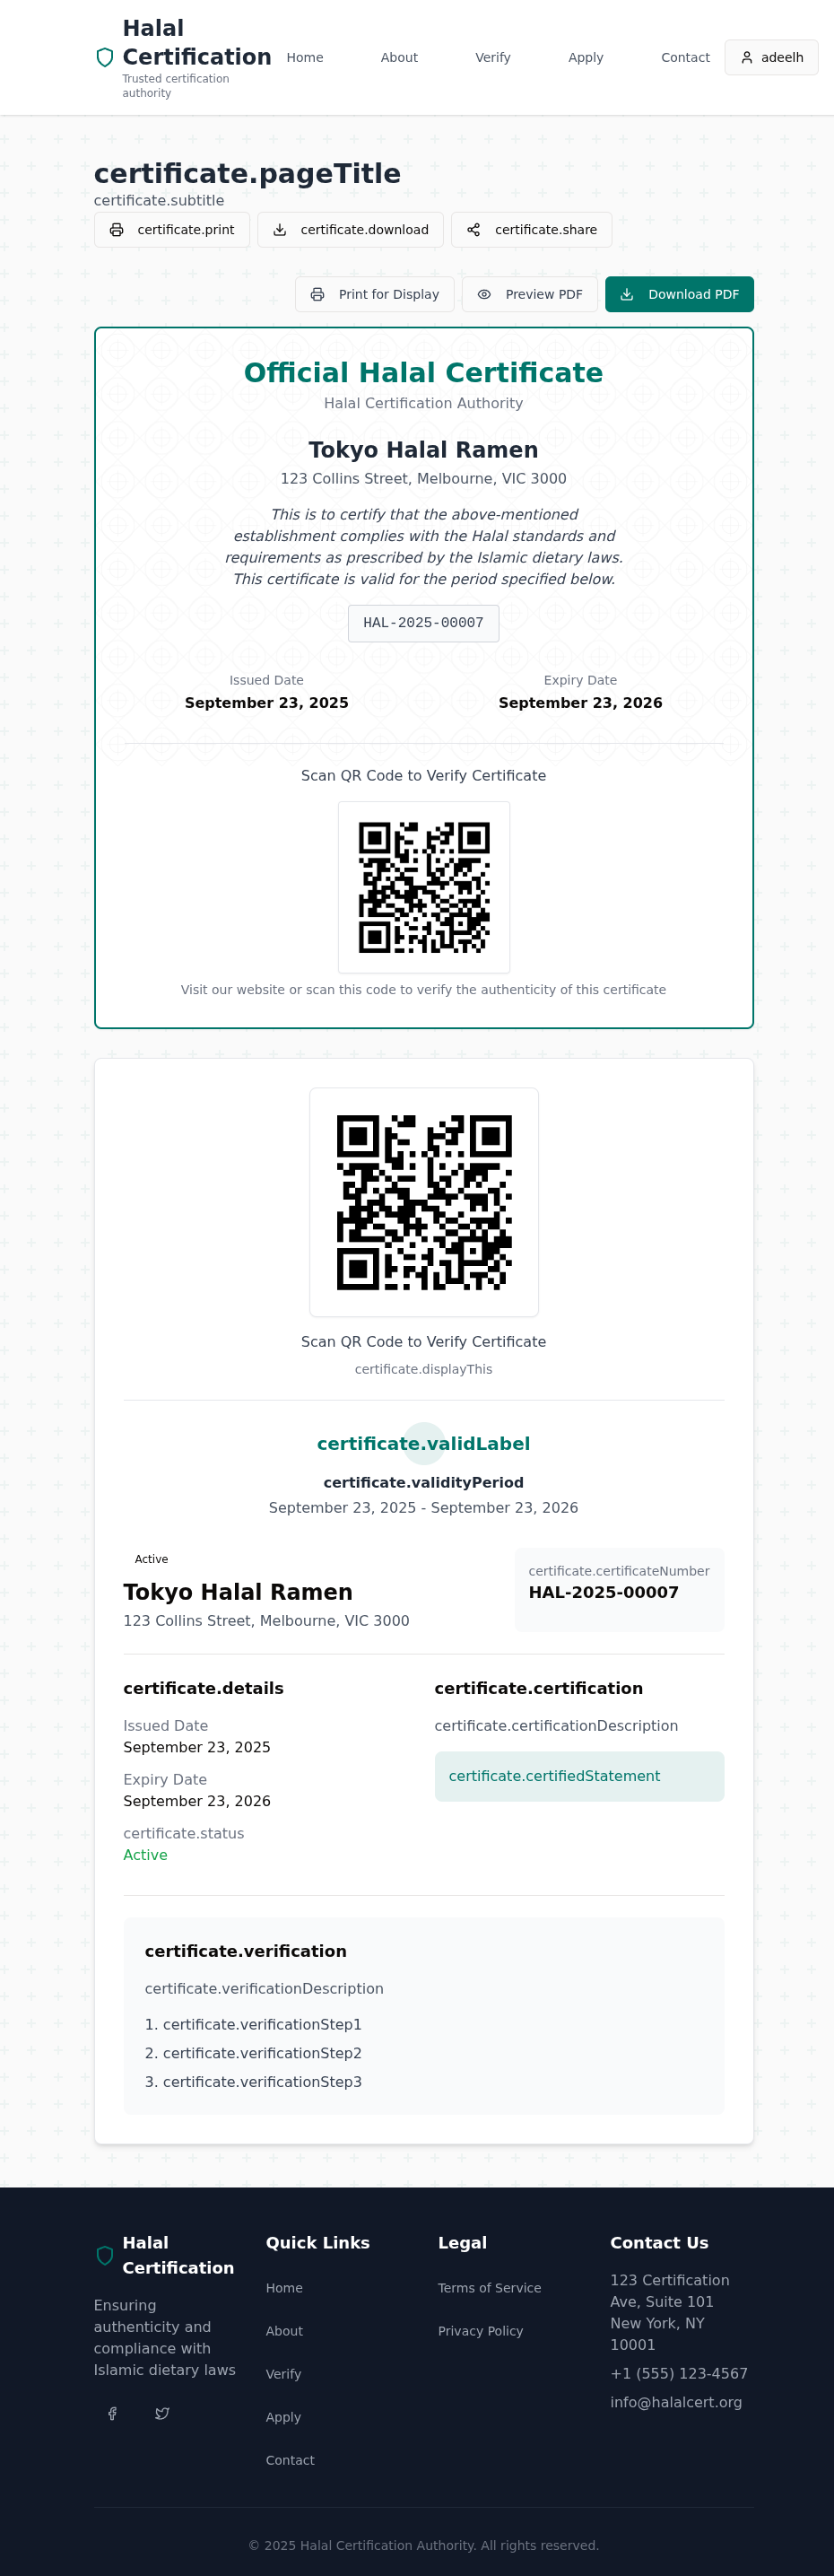 Halal
Certification
Trusted certification
authority
Home
About
Verify
Apply
Contact
adeelh
certificate.pageTitle
certificate.subtitle
certificate.print
certificate.download
certificate.share
Print for Display
Preview PDF
Download PDF
Official Halal Certificate
Halal Certification Authority
Tokyo Halal Ramen
123 Collins Street, Melbourne, VIC 3000
This is to certify that the above-mentioned
establishment complies with the Halal standards and
requirements as prescribed by the Islamic dietary laws.
This certificate is valid for the period specified below.
HAL-2025-00007
Issued Date
September 23, 2025
Expiry Date
September 23, 2026
Scan QR Code to Verify Certificate
Visit our website or scan this code to verify the authenticity of this certificate
Scan QR Code to Verify Certificate
certificate.displayThis
certificate.validLabel
certificate.validityPeriod
September 23, 2025 - September 23, 2026
Active
Tokyo Halal Ramen
123 Collins Street, Melbourne, VIC 3000
certificate.certificateNumber
HAL-2025-00007
certificate.details
Issued Date
September 23, 2025
Expiry Date
September 23, 2026
certificate.status
Active
certificate.certification
certificate.certificationDescription
certificate.certifiedStatement
certificate.verification
certificate.verificationDescription
1. certificate.verificationStep1
2. certificate.verificationStep2
3. certificate.verificationStep3
Halal
Certification
Ensuring
authenticity and
compliance with
Islamic dietary laws
Quick Links
Home
About
Verify
Apply
Contact
Legal
Terms of Service
Privacy Policy
Contact Us
123 Certification
Ave, Suite 101
New York, NY
10001
+1 (555) 123-4567
info@halalcert.org
© 2025 Halal Certification Authority. All rights reserved.